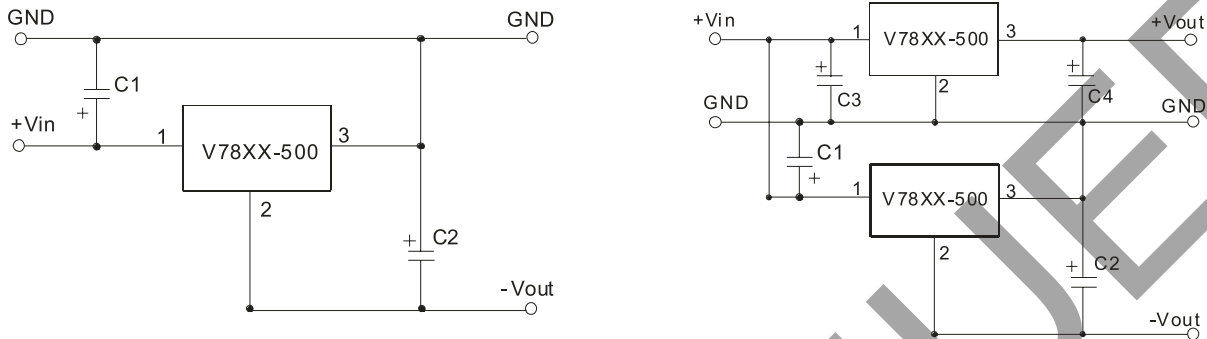 GND
GND
C1
+
+Vin
1
V78XX-500
3
2
+
C2
-Vout
+Vin
1
V78XX-500
3
+Vout
+
C3
2
+
C4
GND
GND
C1
+
1
V78XX-500
3
2
+
C2
-Vout